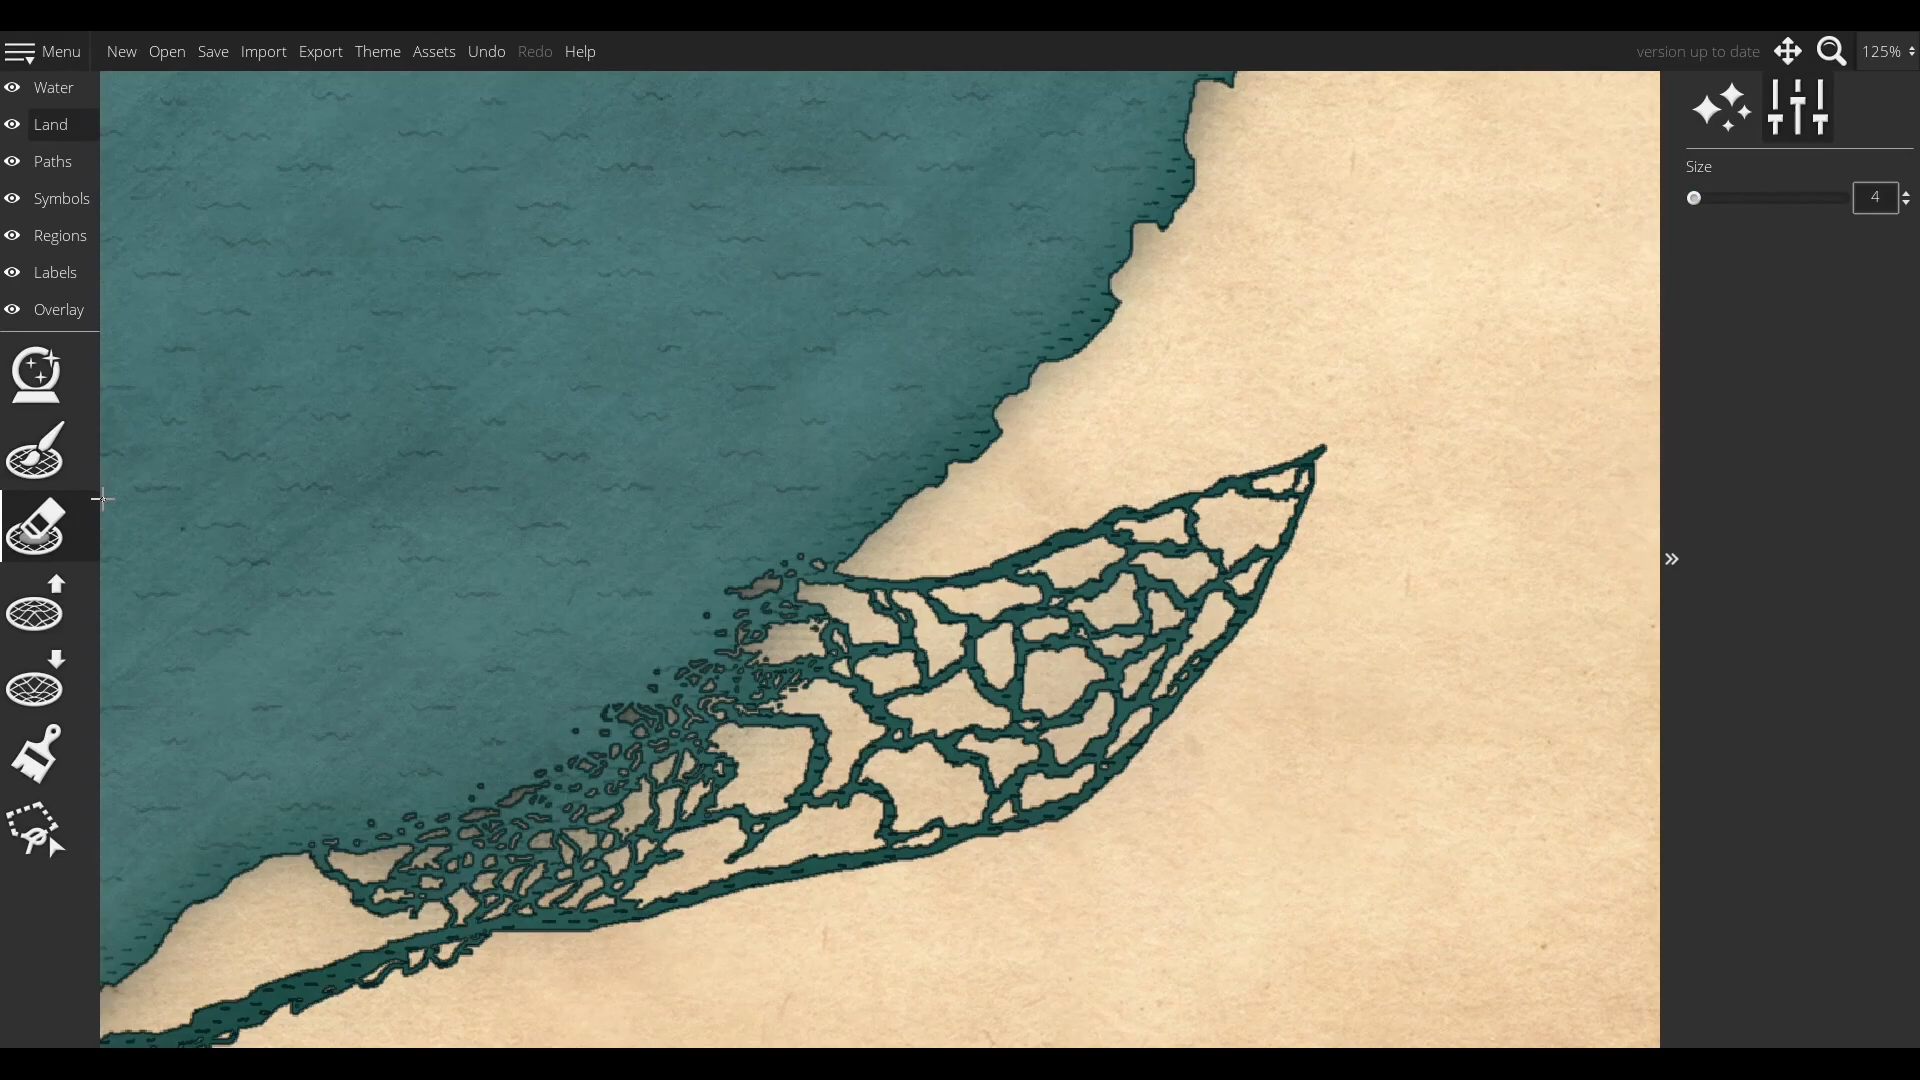 Menu New Open Save Import Export Theme Assets Undo Redo Help version up to date 125%
Water
Land
Paths
Symbols
Regions
Labels
Overlay
Size
4